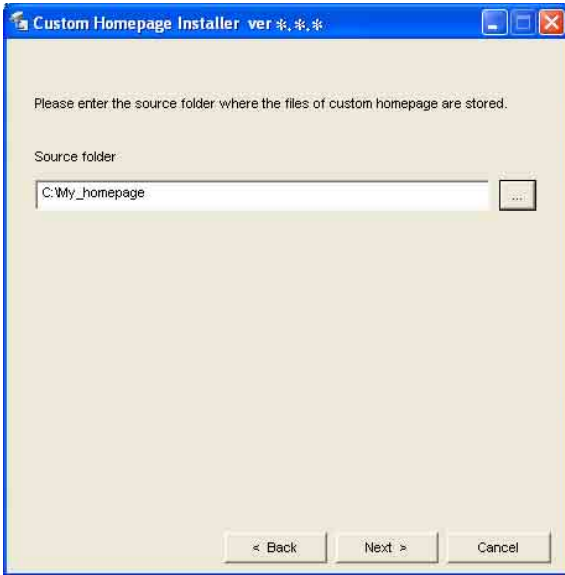 Custom Homepage Installer ver *.*.*
Please enter the source folder where the files of custom homepage are stored.
Source folder
C:\My_homepage
...
< Back
Next >
Cancel